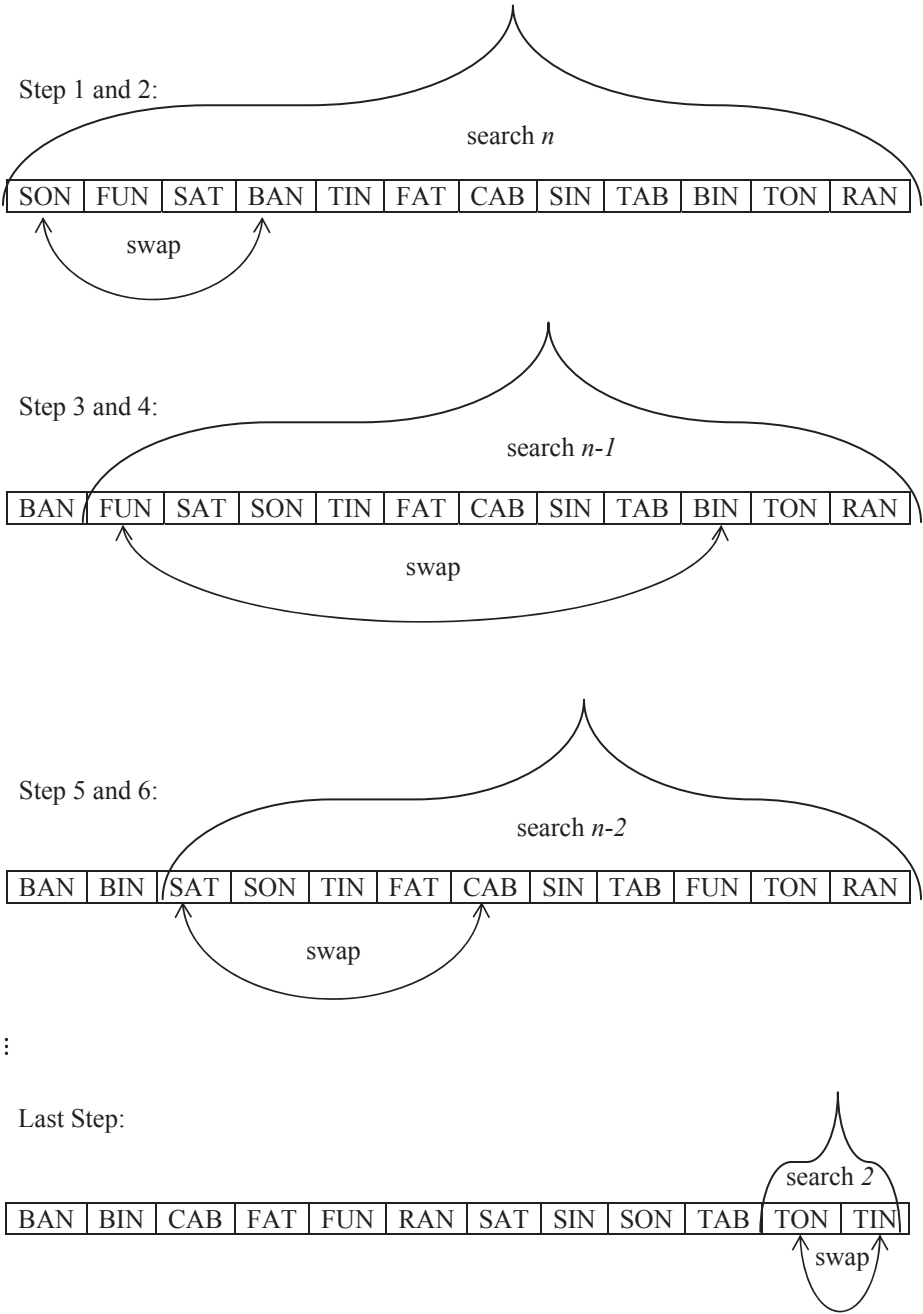 Step 1 and 2:
search n
SON FUN SAT BAN TIN FAT CAB SIN TAB BIN TON RAN
swap
Step 3 and 4:
search n-1
BAN FUN SAT SON TIN FAT CAB SIN TAB BIN TON RAN
swap
Step 5 and 6:
search n-2
BAN BIN SAT SON TIN FAT CAB SIN TAB FUN TON RAN
swap
⋮
Last Step:
search 2
BAN BIN CAB FAT FUN RAN SAT SIN SON TAB TON TIN
swap